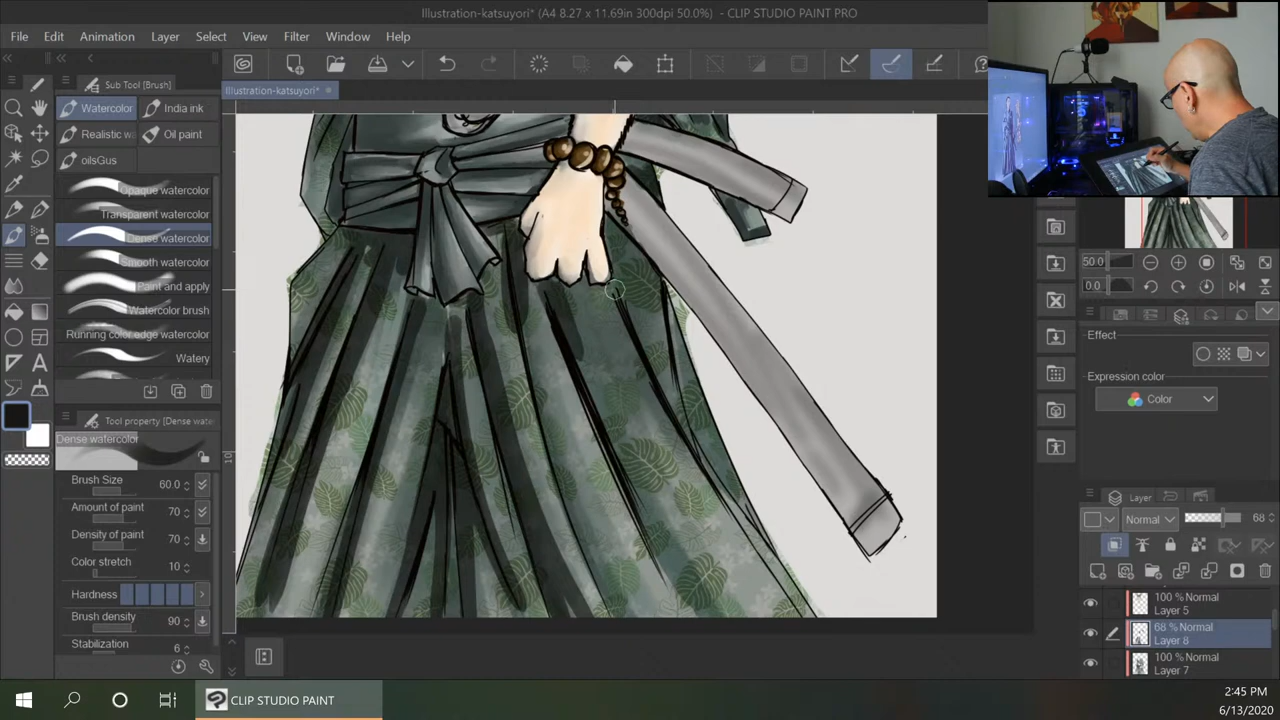 Illustration-katsuyori* (A4 8.27 x 11.69in 300dpi 50.0%) - CLIP STUDIO PAINT PRO
File Edit Animation Layer Select View Filter Window Help
Sub Tool [Brush]
Illustration-katsuyori*
Watercolor India ink
Realistic Oil paint
oilsGus
Opaque watercolor
Transparent watercolor
Dense watercolor
Smooth watercolor
Paint and apply
Watercolor brush
Running color edge watercolor
Watery
Tool property [Dense wate
Dense watercolor
Brush Size 60.0
Amount of paint 70
Density of paint 70
Color stretch 10
Hardness
Brush density 90
Stabilization 6
10
50.0
0.0
Effect
Expression color
Color
Layer
Normal 68
100 % Normal
Layer 5
68 % Normal
Layer 8
100 % Normal
Layer 7
CLIP STUDIO PAINT
2:45 PM
6/13/2020